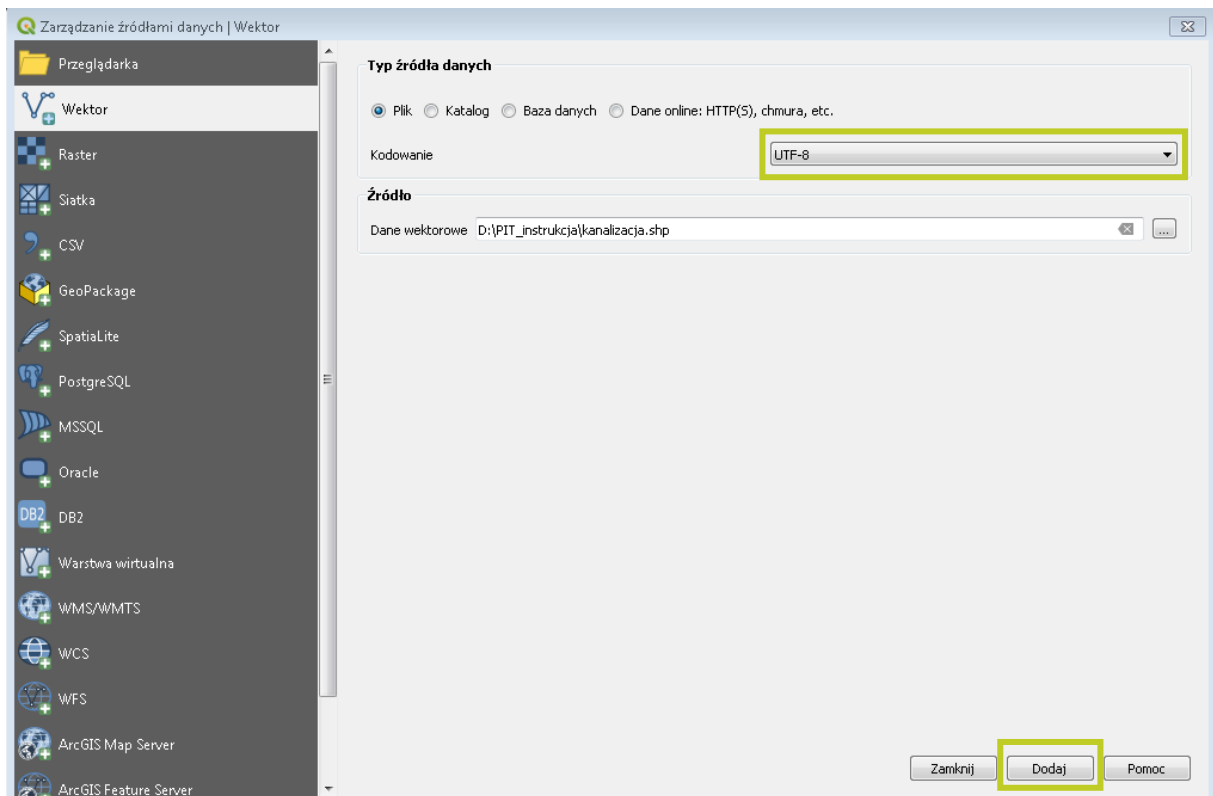 Zarządzanie źródłami danych | Wektor
Przeglądarka
Wektor
Raster
Siatka
CSV
GeoPackage
SpatiaLite
PostgreSQL
MSSQL
Oracle
DB2
DB2
Warstwa wirtualna
WMS/WMTS
WCS
WFS
ArcGIS Map Server
ArcGIS Feature Server
Typ źródła danych
Plik Katalog Baza danych Dane online: HTTP(S), chmura, etc.
Kodowanie UTF-8
Źródło
Dane wektorowe D:\PIT_instrukcja\kanalizacja.shp ...
Zamknij Dodaj Pomoc